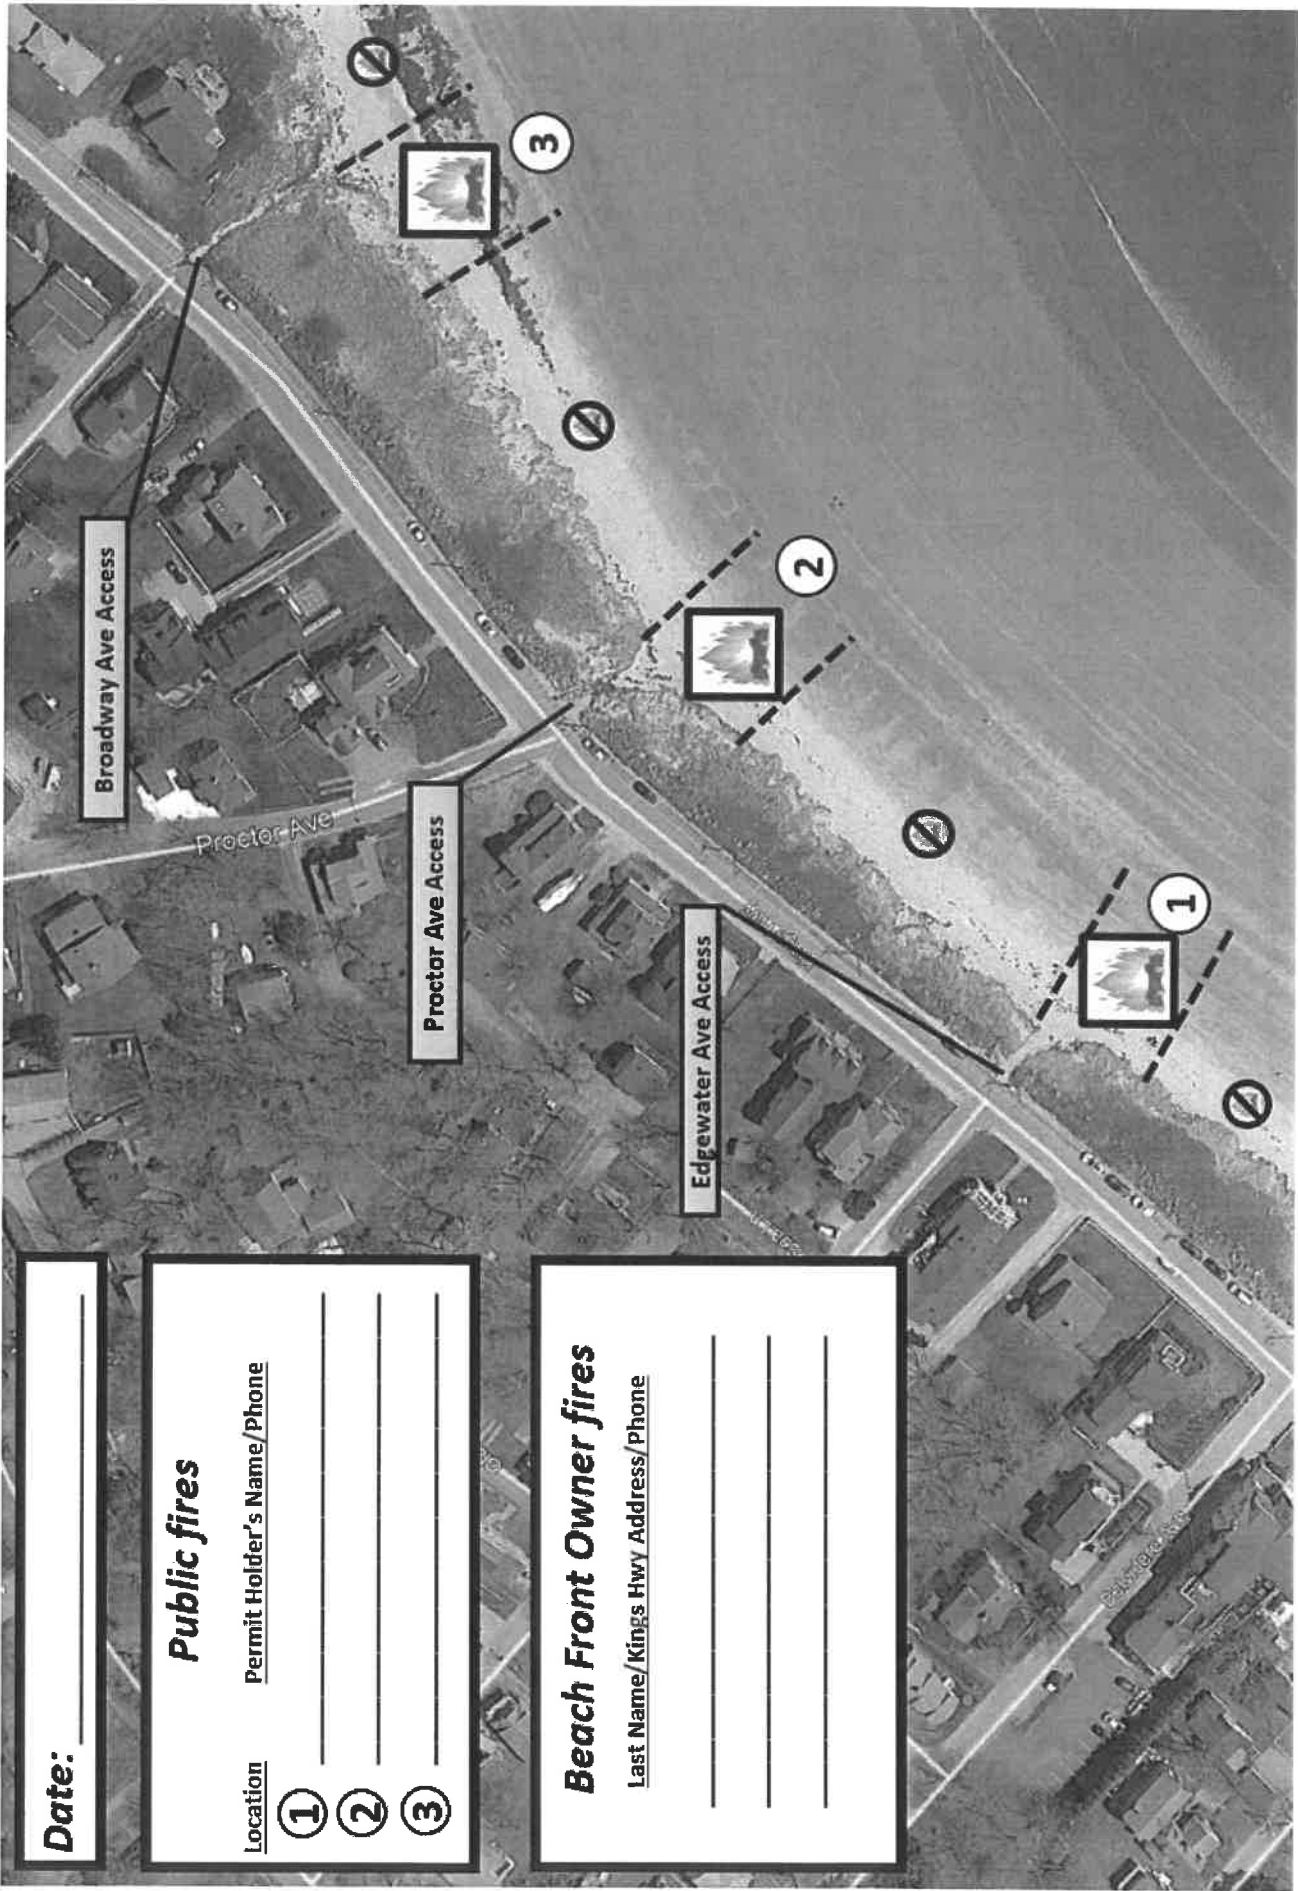 Date:
Public fires
Location Permit Holder's Name/Phone
1
2
3
Beach Front Owner fires
Last Name/Kings Hwy Address/Phone
Broadway Ave Access
Proctor Ave Access
Edgewater Ave Access
Proctor Ave
1
2
3